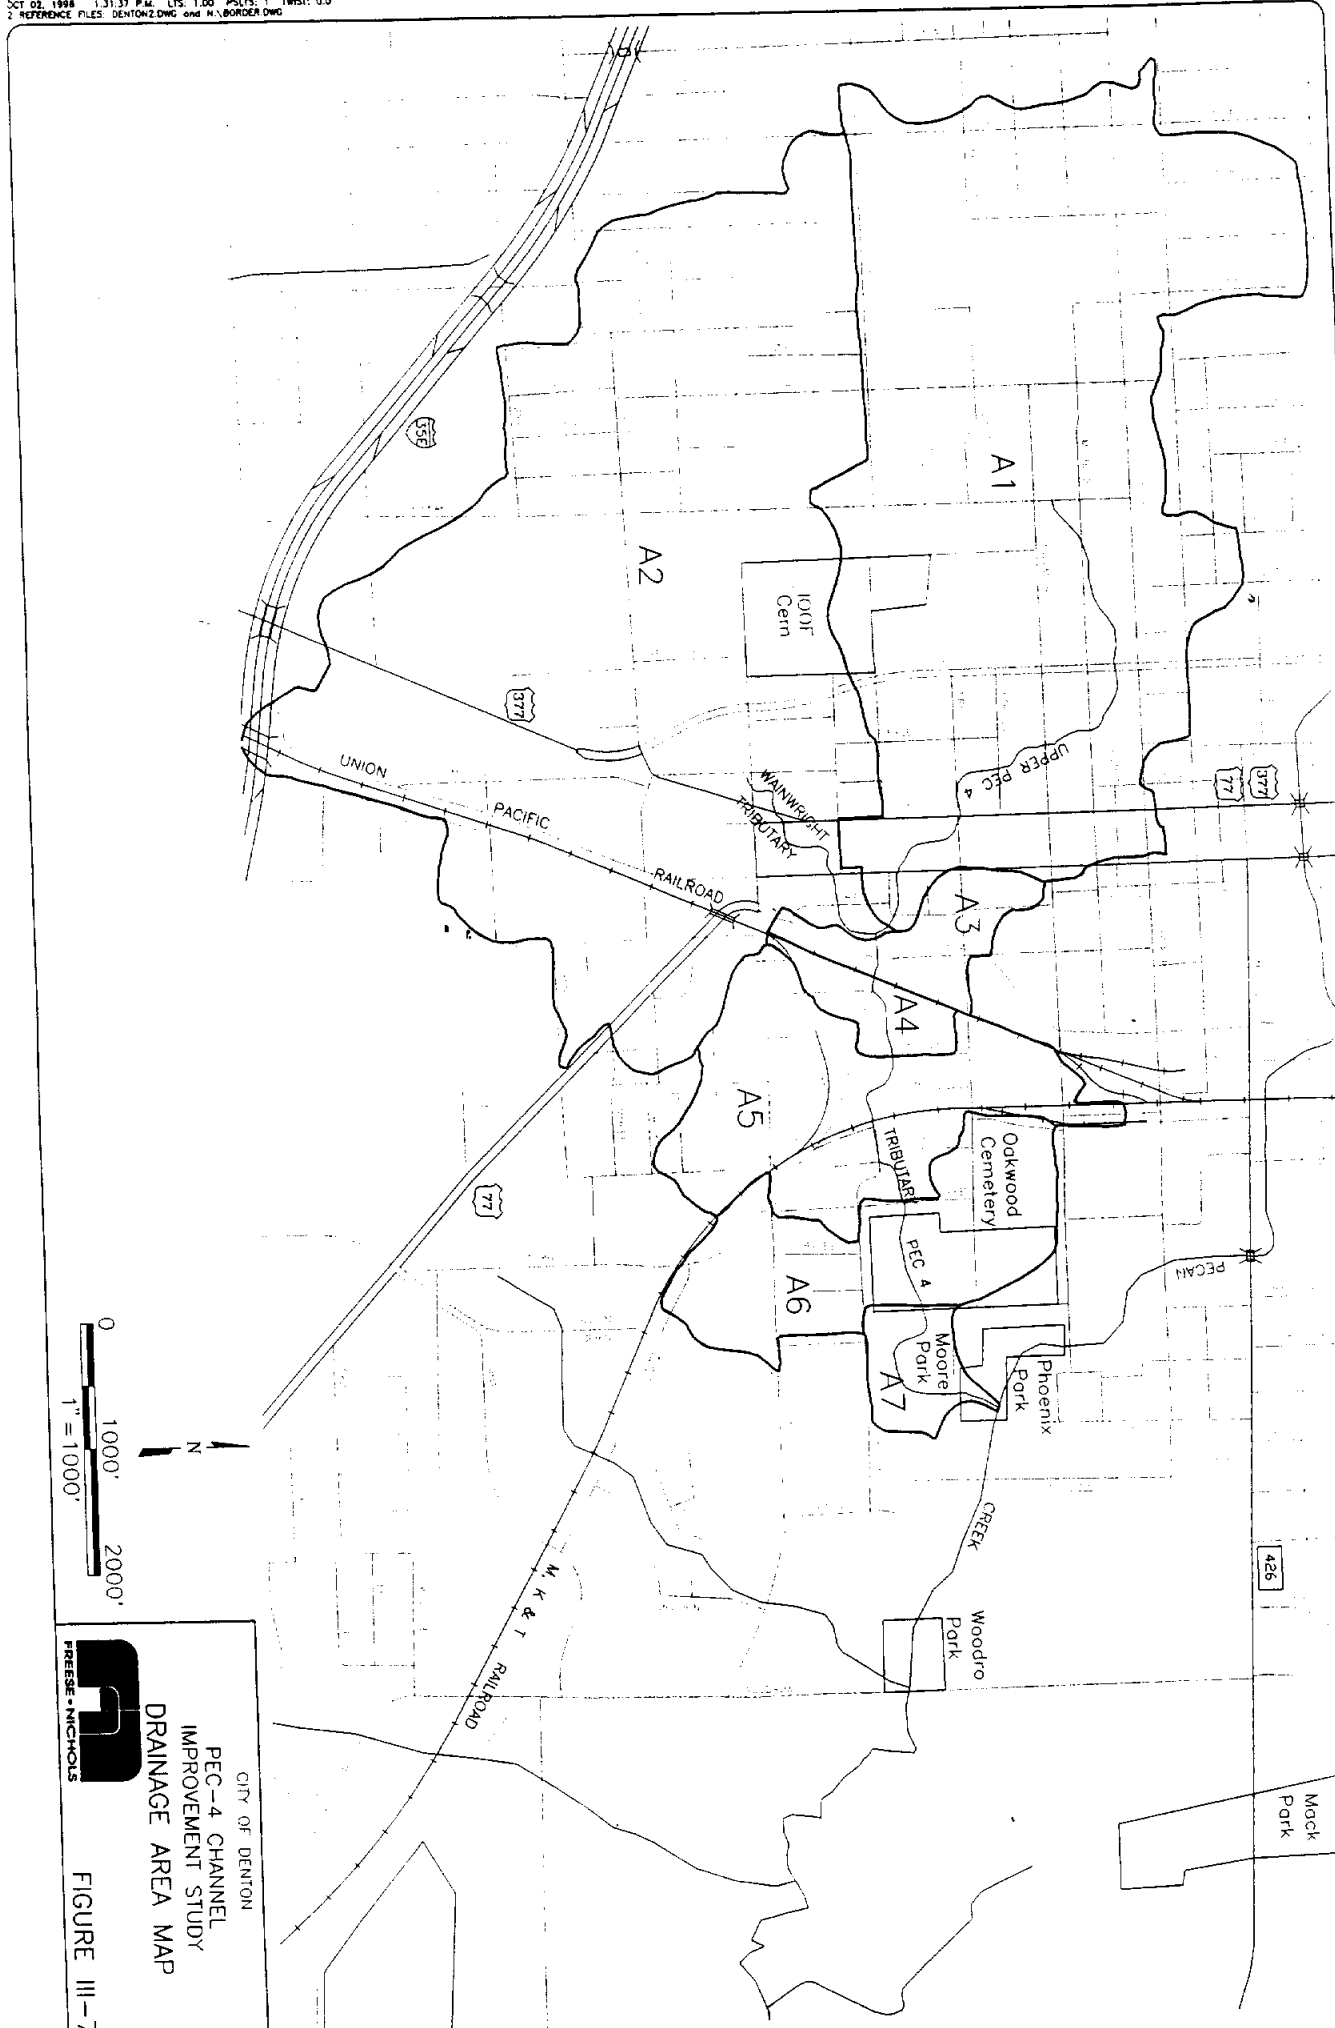 OCT 02, 1998 1:31:37 P.M. LTS: 1.00 PSLTS: 1 TWIST: 0.0
2 REFERENCE FILES: DENTON2.DWG and N:\BORDER.DWG
35E
A1
A2
IOOF
Cem
377
UNION
PACIFIC
RAILROAD
WAINWRIGHT
TRIBUTARY
UPPER PEC 4
77
377
A3
A4
A5
TRIBUTARY
PEC 4
Oakwood
Cemetery
77
A6
A7
Moore
Park
Phoenix
Park
PECAN
CREEK
426
Woodro
Park
Mack
Park
M K & T RAILROAD
0
1000'
2000'
1" = 1000'
N
CITY OF DENTON
PEC-4 CHANNEL
IMPROVEMENT STUDY
DRAINAGE AREA MAP
FREESE • NICHOLS
FIGURE III-